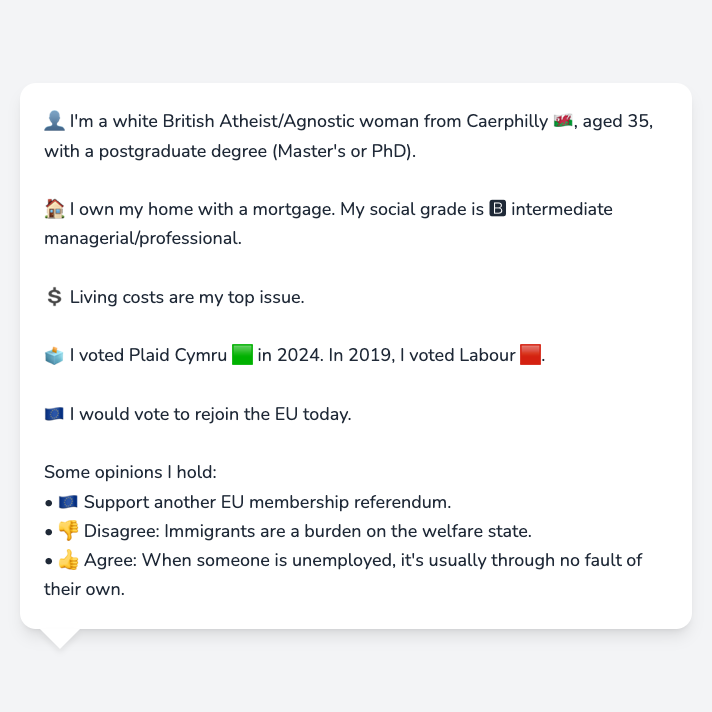 👤 I'm a white British Atheist/Agnostic woman from Caerphilly 🏴󠁧󠁢󠁷󠁬󠁳󠁿, aged 35,
with a postgraduate degree (Master's or PhD).
🏠 I own my home with a mortgage. My social grade is 🅱 intermediate
managerial/professional.
💲 Living costs are my top issue.
🗳️ I voted Plaid Cymru 🟩 in 2024. In 2019, I voted Labour 🟥.
🇪🇺 I would vote to rejoin the EU today.
Some opinions I hold:
• 🇪🇺 Support another EU membership referendum.
• 👎 Disagree: Immigrants are a burden on the welfare state.
• 👍 Agree: When someone is unemployed, it's usually through no fault of
their own.